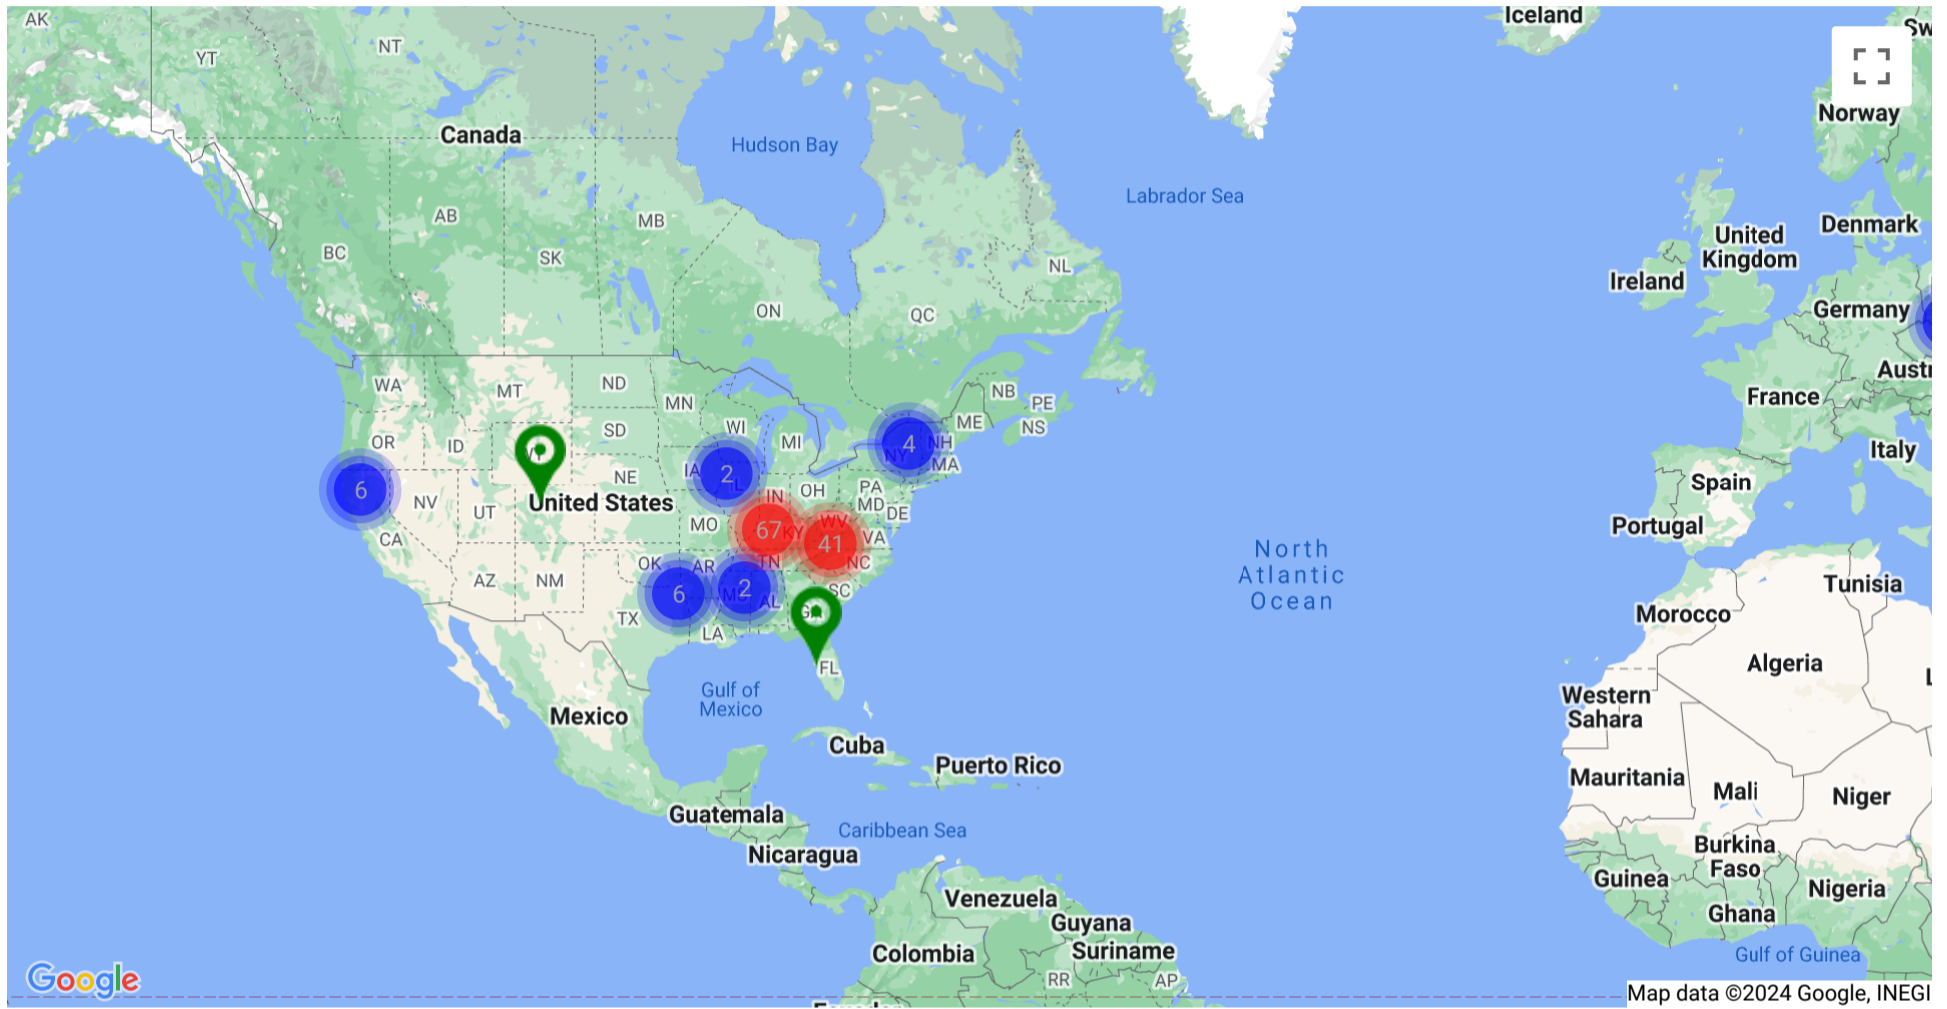 AK
YT
NT
Iceland
Sw
Norway
Canada
Hudson Bay
Labrador Sea
AB
MB
BC
SK
NL
United
Kingdom
Denmark
Ireland
ON
QC
Germany
WA
MT
ND
MN
NB
PE
ME
NS
Austr
France
OR
ID
SD
WI
MI
4
NH
NY
MA
Italy
6
NV
UT
NE
IA
2
IL
IN
OH
PA
MD
DE
Spain
United States
CA
MO
67
KY
WV
41
VA
Portugal
North
Atlantic
Ocean
AZ
NM
OK
AR
TN
NC
Tunisia
TX
6
2
AL
SC
LA
Morocco
FL
Algeria
Gulf of
Mexico
Western
Sahara
Mexico
Cuba
Puerto Rico
Mauritania
Mali
Niger
Guatemala
Caribbean Sea
Nicaragua
Burkina
Faso
Guinea
Nigeria
Venezuela
Guyana
Ghana
Colombia
Suriname
Gulf of Guinea
RR
AP
Google
Map data ©2024 Google, INEGI